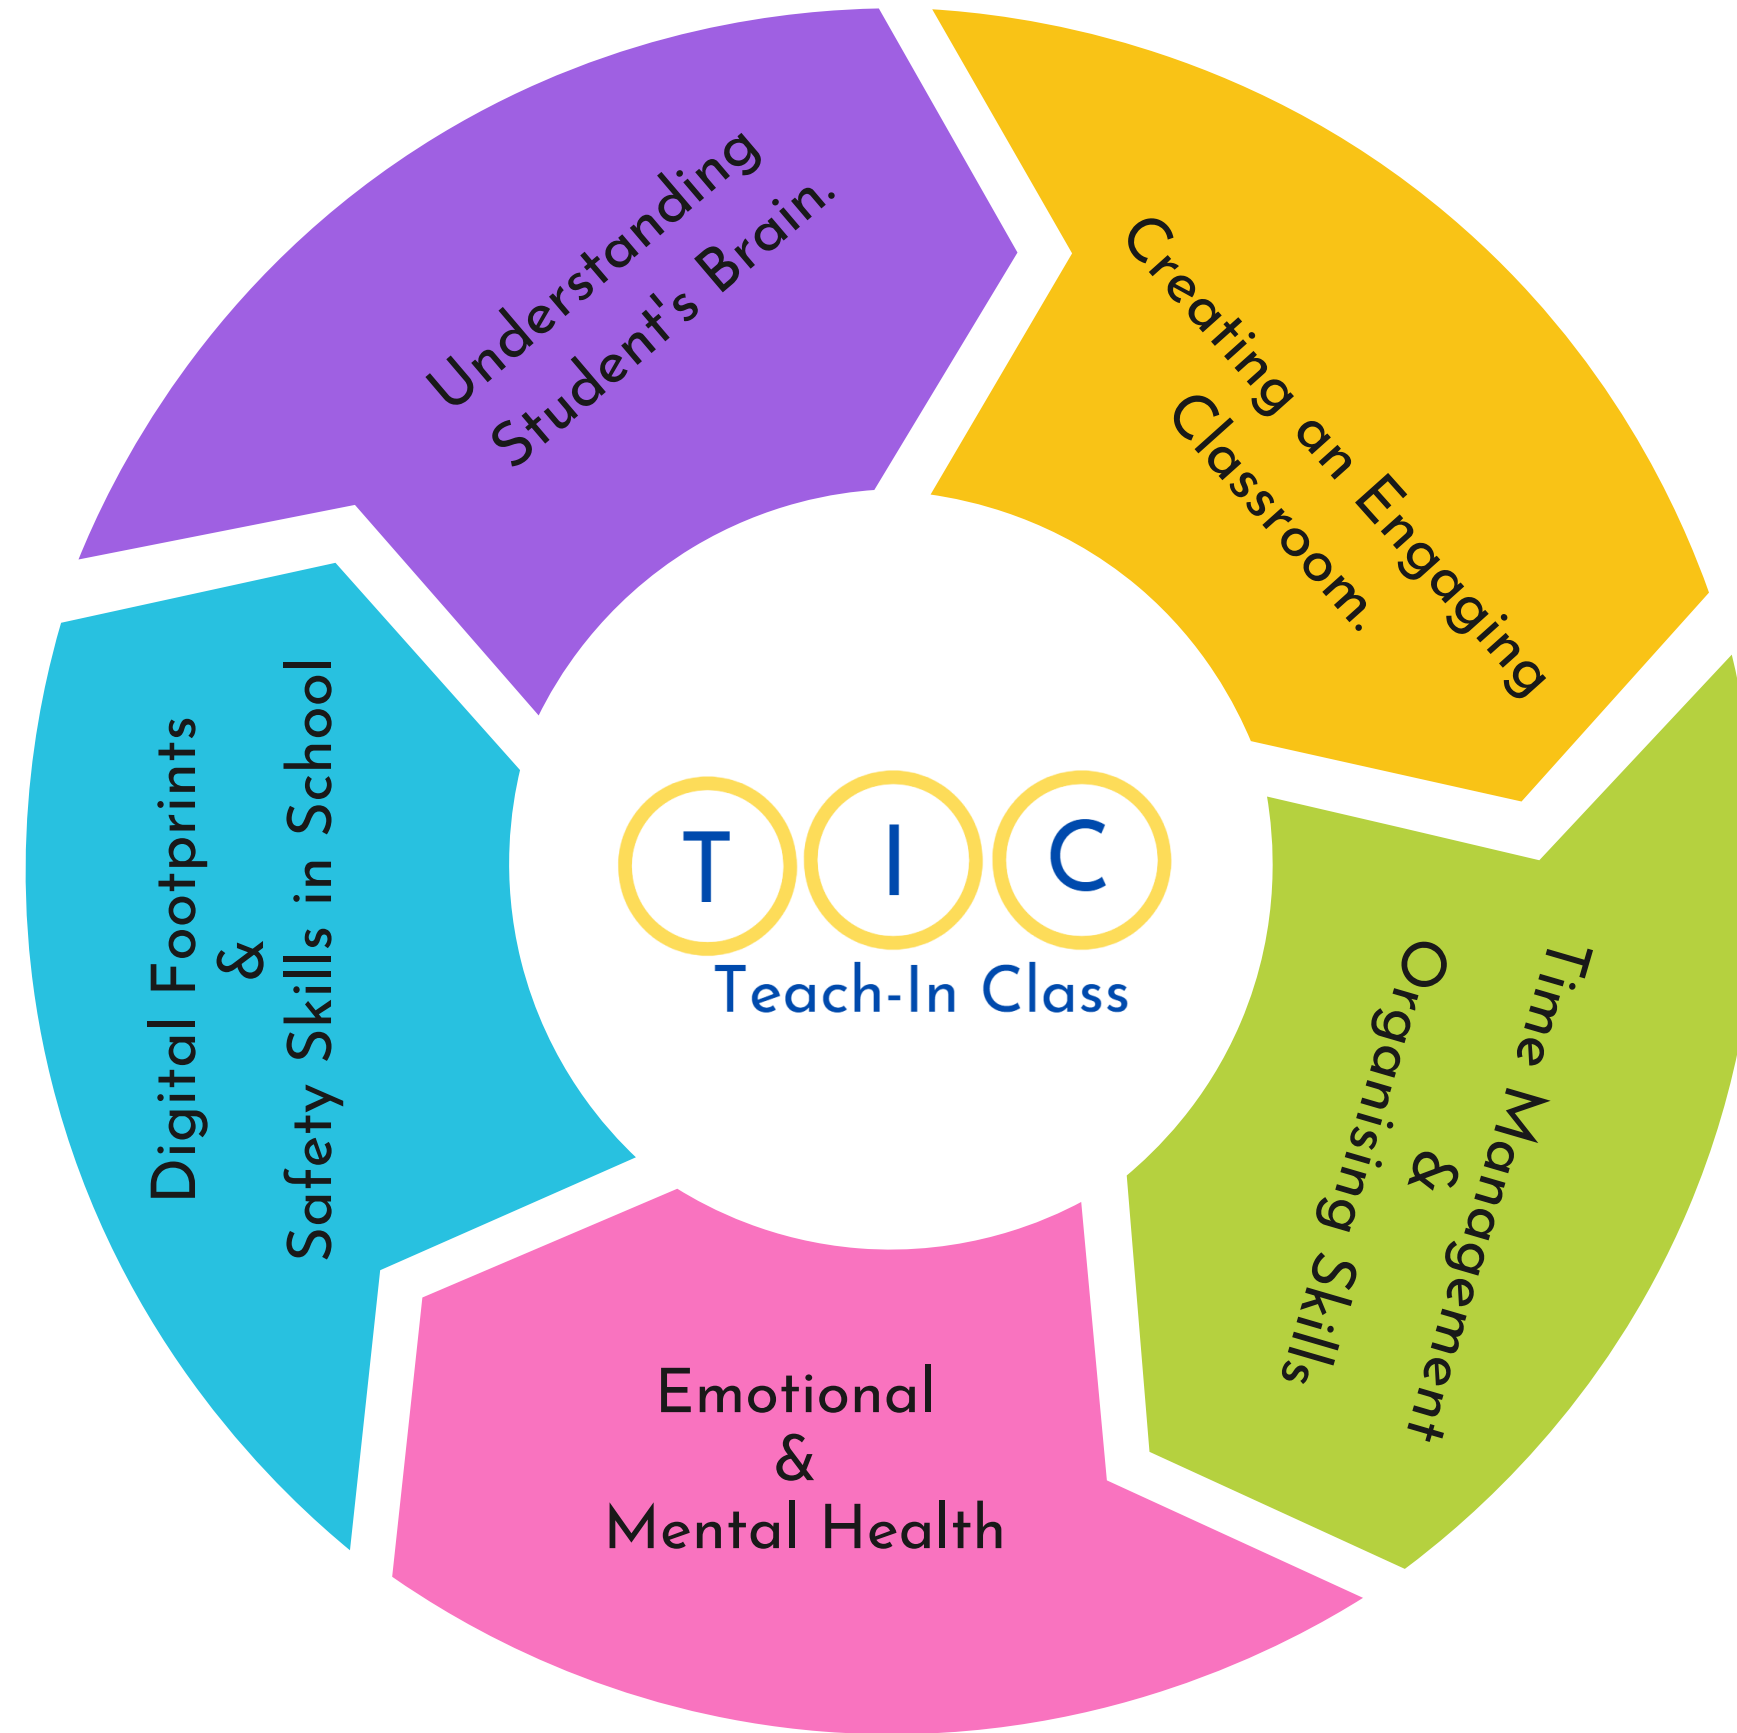 Understanding
Student's Brain.
Creating an Engaging
Classroom.
Time Management
&
Organising Skills
Emotional
&
Mental Health
Digital Footprints
&
Safety Skills in School
T I C
Teach-In Class